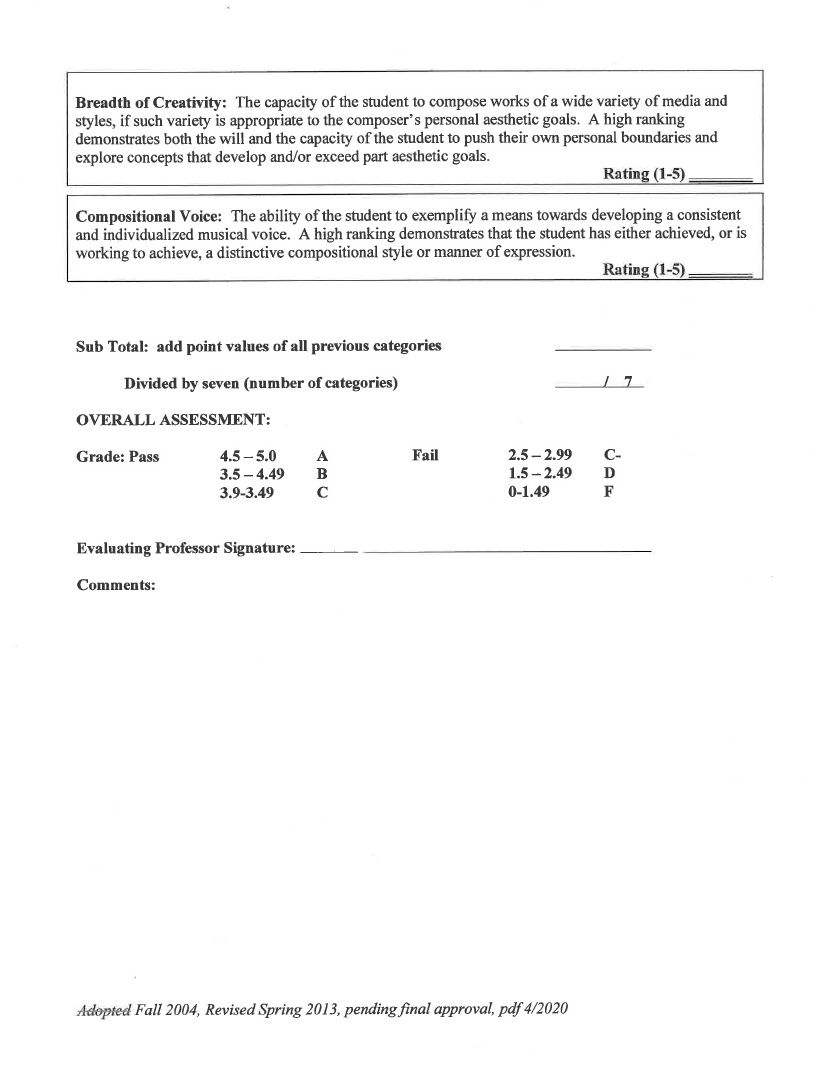 Breadth of Creativity: The capacity of the student to compose works of a wide variety of media and
styles, if such variety is appropriate to the composer's personal aesthetic goals. A high ranking
demonstrates both the will and the capacity of the student to push their own personal boundaries and
explore concepts that develop and/or exceed part aesthetic goals.
Rating (1-5) _______
Compositional Voice: The ability of the student to exemplify a means towards developing a consistent
and individualized musical voice. A high ranking demonstrates that the student has either achieved, or is
working to achieve, a distinctive compositional style or manner of expression.
Rating (1-5) _______
Sub Total: add point values of all previous categories __________
Divided by seven (number of categories) _____ / 7
OVERALL ASSESSMENT:
Grade: Pass 4.5 – 5.0 A Fail 2.5 – 2.99 C-
3.5 – 4.49 B 1.5 – 2.49 D
3.9-3.49 C 0-1.49 F
Evaluating Professor Signature: ______ ______________________________
Comments:
Adopted Fall 2004, Revised Spring 2013, pending final approval, pdf 4/2020